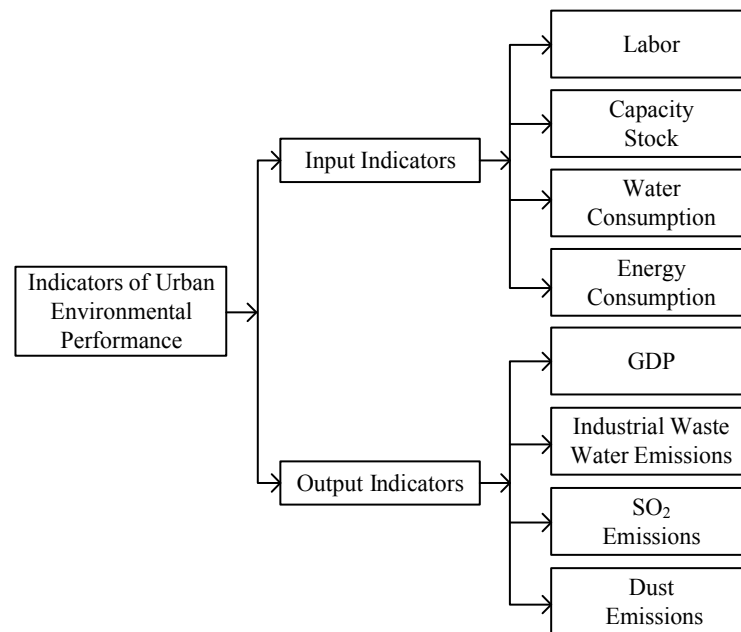 Labor
Capacity
Stock
Input Indicators
Water
Consumption
Energy
Consumption
Indicators of Urban
Environmental
Performance
GDP
Industrial Waste
Water Emissions
Output Indicators
SO₂
Emissions
Dust
Emissions